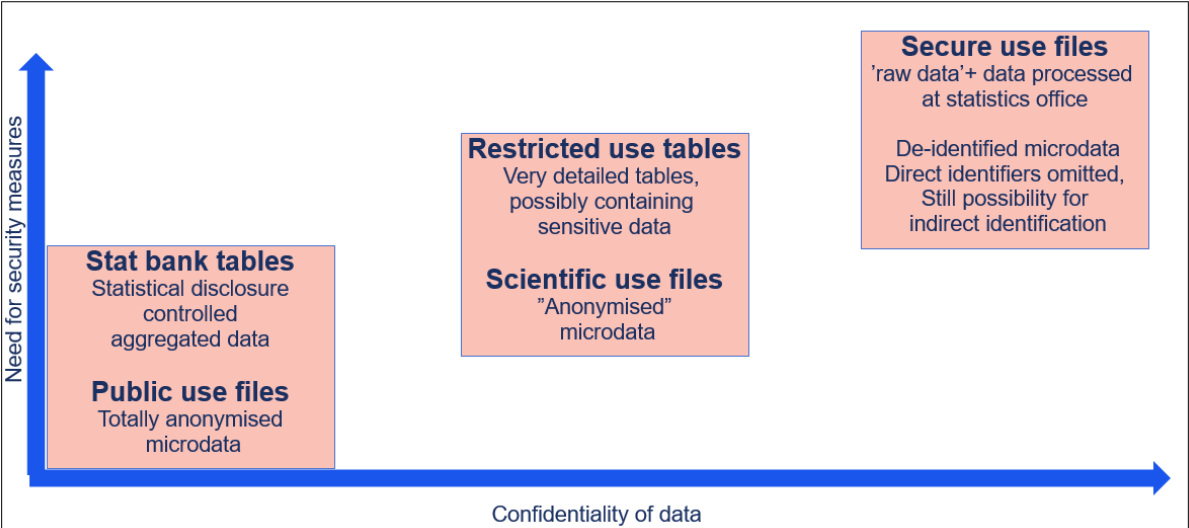 Need for security measures
Stat bank tables
Statistical disclosure
controlled
aggregated data
Public use files
Totally anonymised
microdata
Restricted use tables
Very detailed tables,
possibly containing
sensitive data
Scientific use files
”Anonymised”
microdata
Secure use files
’raw data’+ data processed
at statistics office
De-identified microdata
Direct identifiers omitted,
Still possibility for
indirect identification
Confidentiality of data